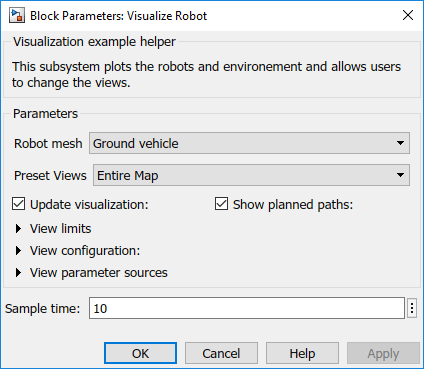 Block Parameters: Visualize Robot
Visualization example helper
This subsystem plots the robots and environement and allows users
to change the views.
Parameters
Robot mesh Ground vehicle
Preset Views Entire Map
Update visualization: Show planned paths:
View limits
View configuration:
View parameter sources
Sample time: 10
OK Cancel Help Apply